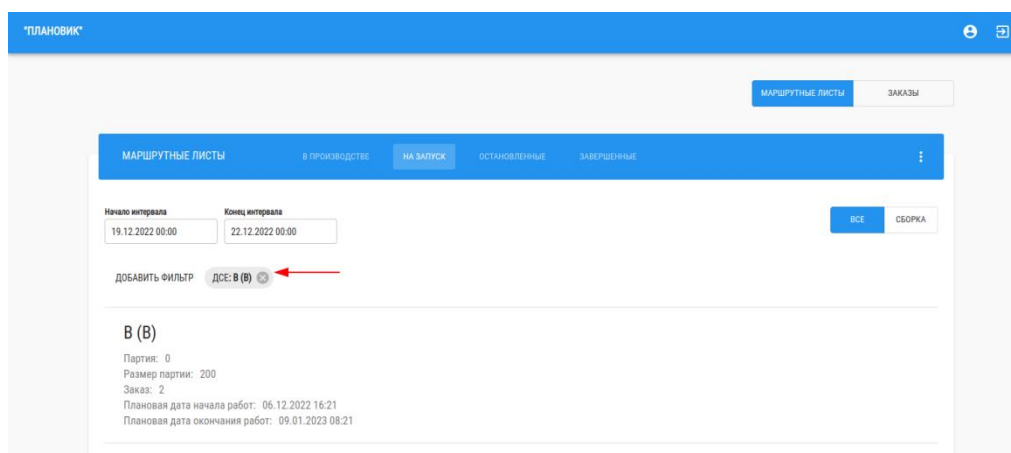 "ПЛАНОВИК"
МАРШРУТНЫЕ ЛИСТЫ ЗАКАЗЫ
МАРШРУТНЫЕ ЛИСТЫ В ПРОИЗВОДСТВЕ НА ЗАПУСК ОСТАНОВЛЕННЫЕ ЗАВЕРШЕННЫЕ
Начало интервала Конец интервала
19.12.2022 00:00 22.12.2022 00:00 ВСЕ СБОРКА
ДОБАВИТЬ ФИЛЬТР ДСЕ: В (В)
В (В)
Партия: 0
Размер партии: 200
Заказ: 2
Плановая дата начала работ: 06.12.2022 16:21
Плановая дата окончания работ: 09.01.2023 08:21